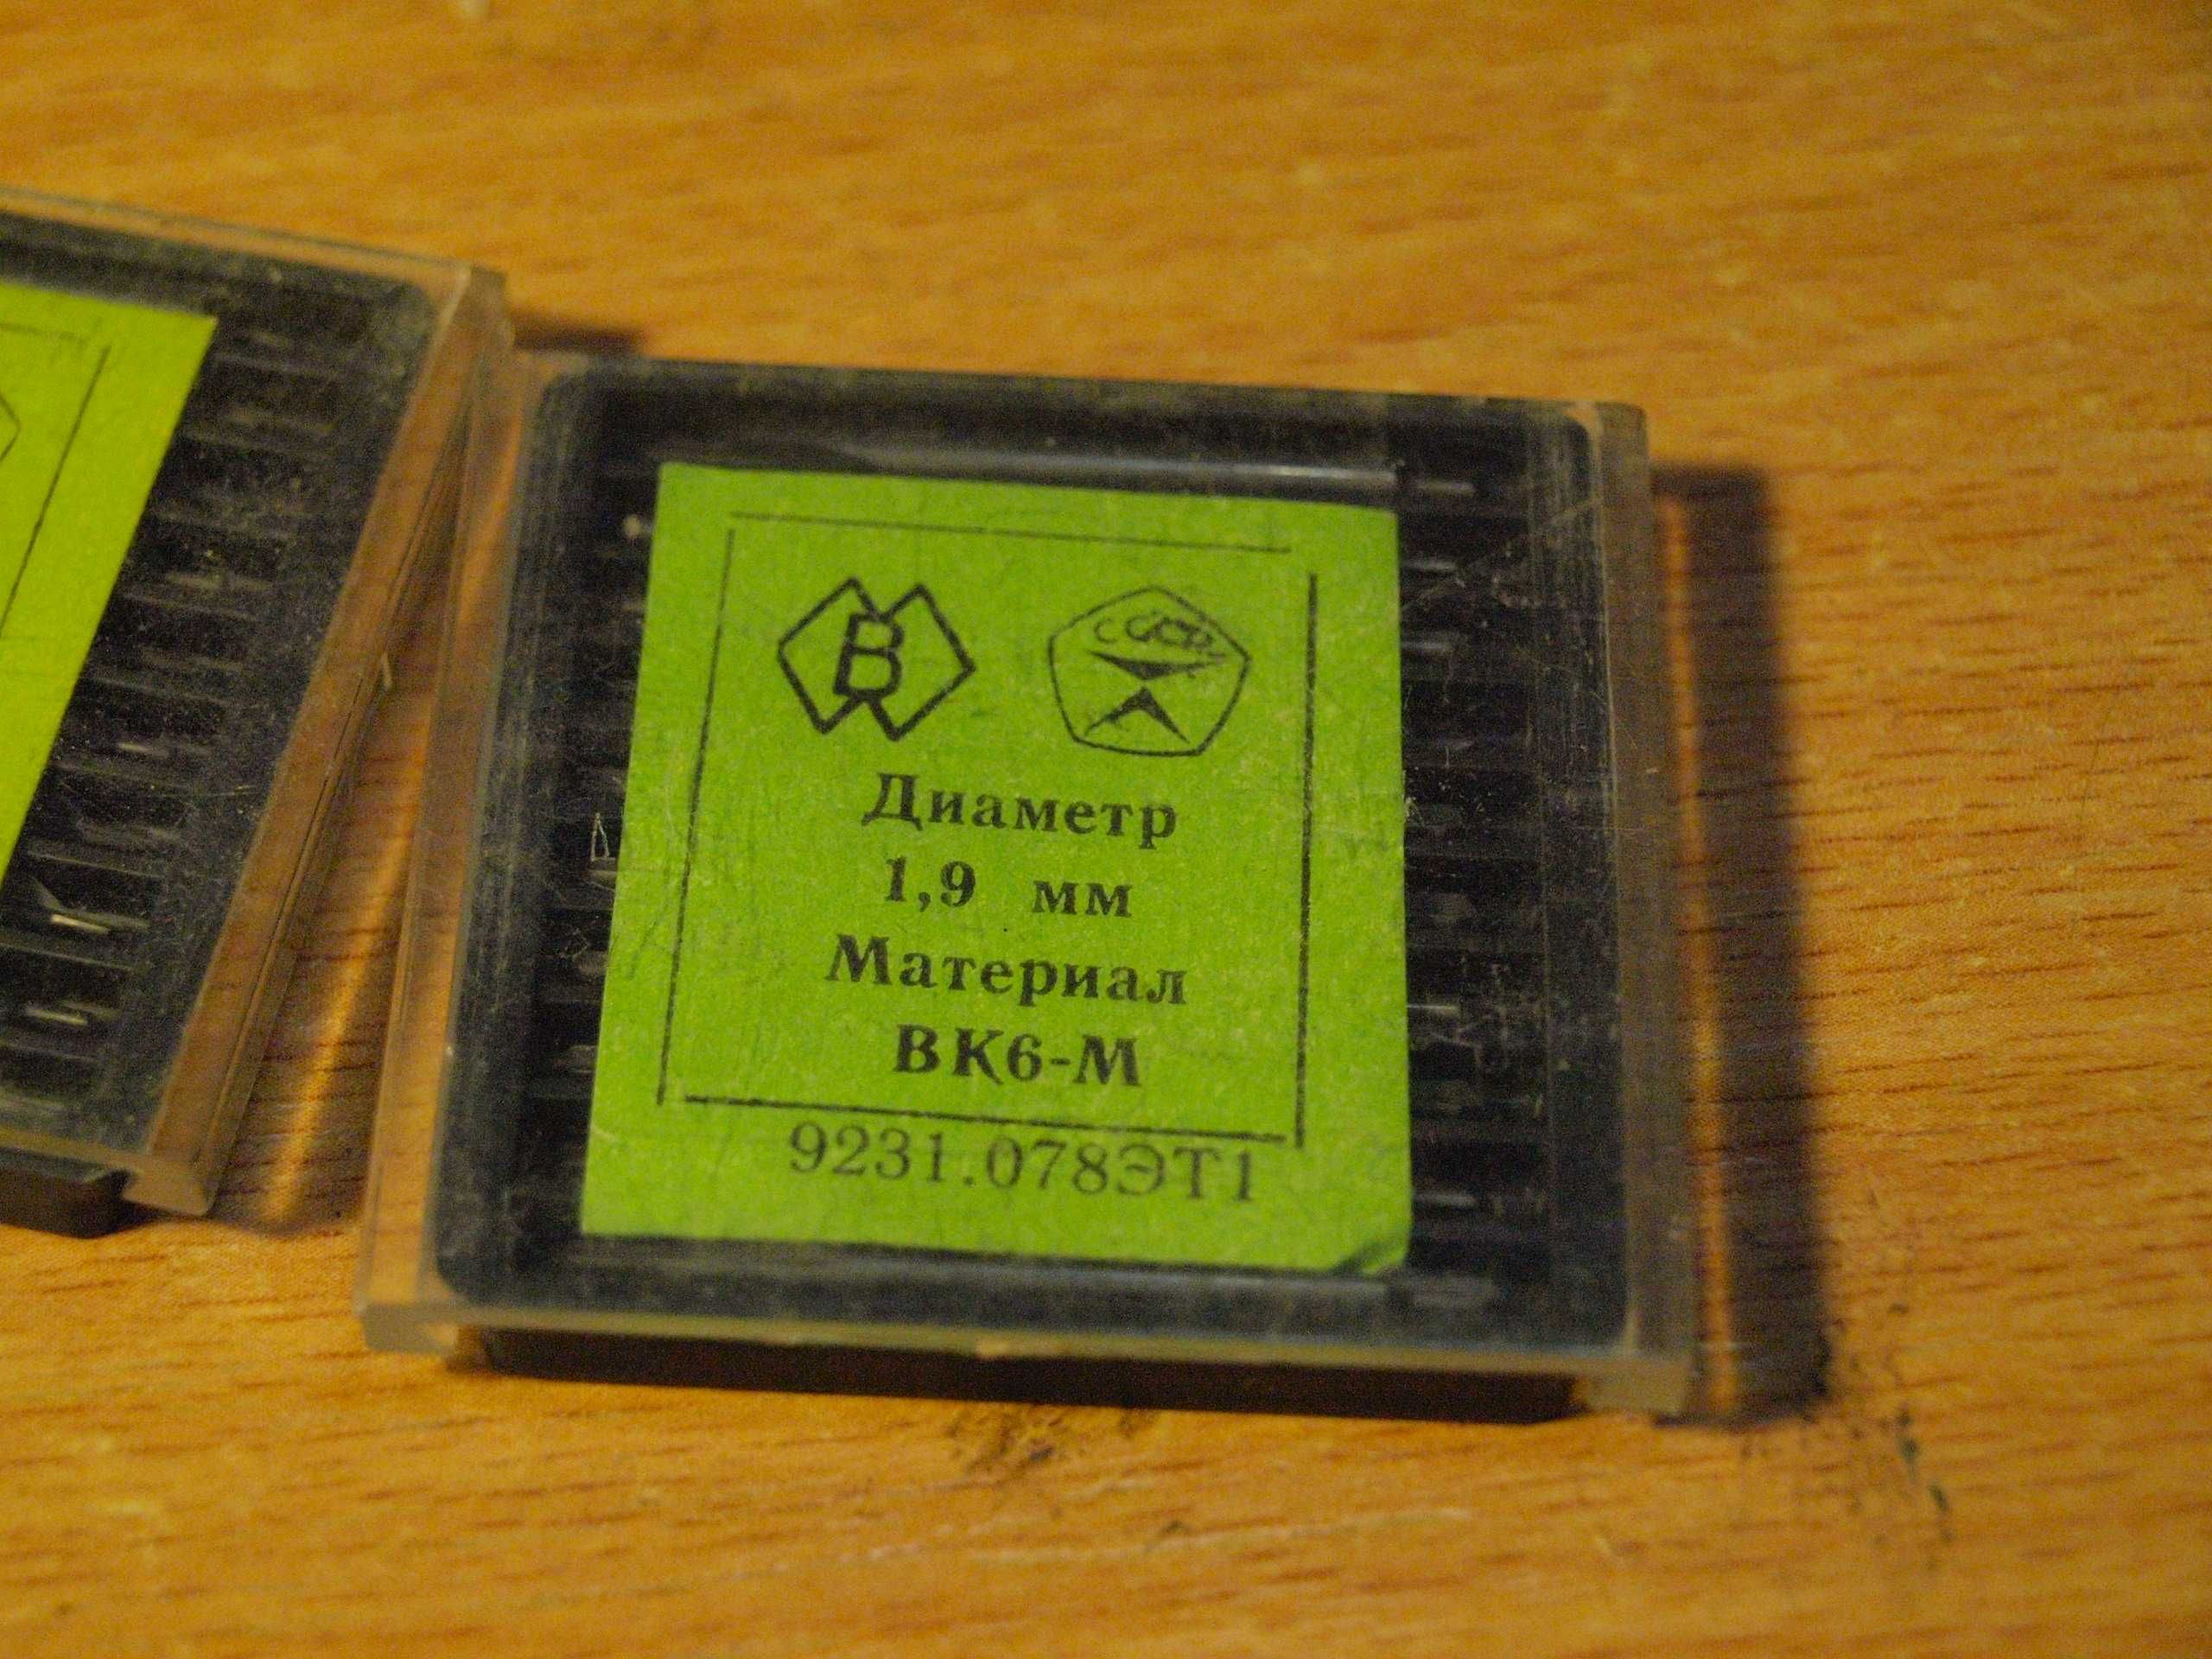 В
Диаметр
1,9 мм
Материал
ВК6-М
9231.078ЭТ1